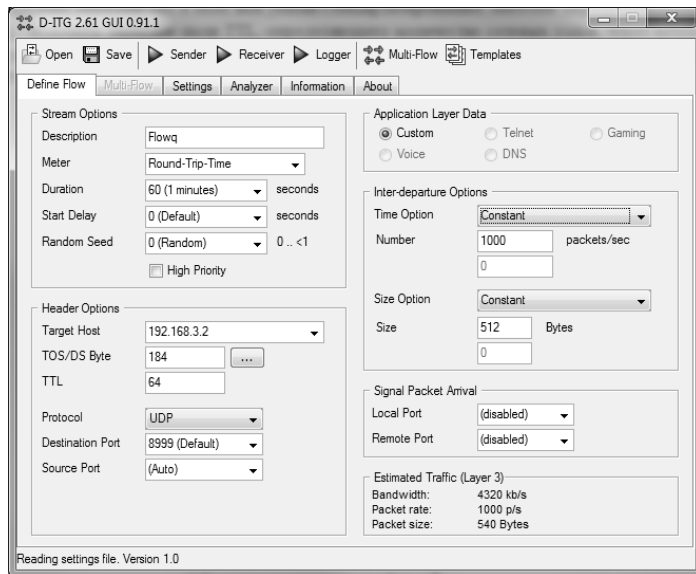 D-ITG 2.61 GUI 0.91.1
Open Save Sender Receiver Logger Multi-Flow Templates
Define Flow Multi-Flow Settings Analyzer Information About
Stream Options
Description Flowq
Meter Round-Trip-Time
Duration 60 (1 minutes) seconds
Start Delay 0 (Default) seconds
Random Seed 0 (Random) 0 .. <1
High Priority
Header Options
Target Host 192.168.3.2
TOS/DS Byte 184 ...
TTL 64
Protocol UDP
Destination Port 8999 (Default)
Source Port (Auto)
Application Layer Data
Custom Telnet Gaming
Voice DNS
Inter-departure Options
Time Option Constant
Number 1000 packets/sec
0
Size Option Constant
Size 512 Bytes
0
Signal Packet Arrival
Local Port (disabled)
Remote Port (disabled)
Estimated Traffic (Layer 3)
Bandwidth: 4320 kb/s
Packet rate: 1000 p/s
Packet size: 540 Bytes
Reading settings file. Version 1.0